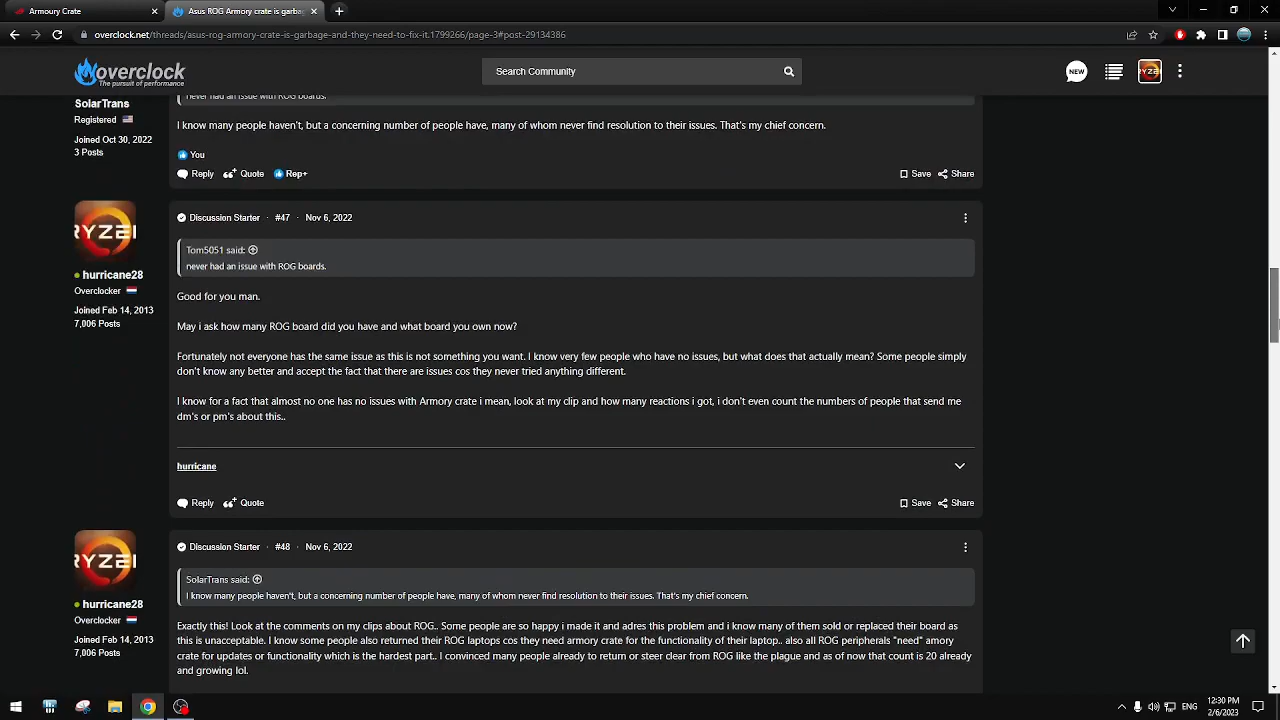 Armoury Crate
Asus ROG Armory crate is garbag
overclock.net/threads/asus-rog-armory-crate-is-garbage-and-they-need-to-fix-it.1799266/page-3#post-29134386
overclock
The pursuit of performance
Search Community
NEW
RYZE
never had an issue with ROG boards.
SolarTrans
Registered
Joined Oct 30, 2022
3 Posts
I know many people haven't, but a concerning number of people have, many of whom never find resolution to their issues. That's my chief concern.
You
Reply Quote Rep+ Save Share
RYZE
hurricane28
Overclocker
Joined Feb 14, 2013
7,006 Posts
Discussion Starter · #47 · Nov 6, 2022
Tom5051 said:
never had an issue with ROG boards.
Good for you man.
May i ask how many ROG board did you have and what board you own now?
Fortunately not everyone has the same issue as this is not something you want. I know very few people who have no issues, but what does that actually mean? Some people simply
don't know any better and accept the fact that there are issues cos they never tried anything different.
I know for a fact that almost no one has no issues with Armory crate i mean, look at my clip and how many reactions i got, i don't even count the numbers of people that send me
dm's or pm's about this..
hurricane
Reply Quote Save Share
RYZE
hurricane28
Overclocker
Joined Feb 14, 2013
7,006 Posts
Discussion Starter · #48 · Nov 6, 2022
SolarTrans said:
I know many people haven't, but a concerning number of people have, many of whom never find resolution to their issues. That's my chief concern.
Exactly this! Look at the comments on my clips about ROG.. Some people are so happy i made it and adres this problem and i know many of them sold or replaced their board as
this is unacceptable. I know some people also returned their ROG laptops cos they need armory crate for the functionality of their laptop.. also all ROG peripherals "need" amory
crate for updates or functionality which is the hardest part.. I convinced many people already to return or steer clear from ROG like the plague and as of now that count is 20 already
and growing lol.
ENG
12:30 PM
2/6/2023